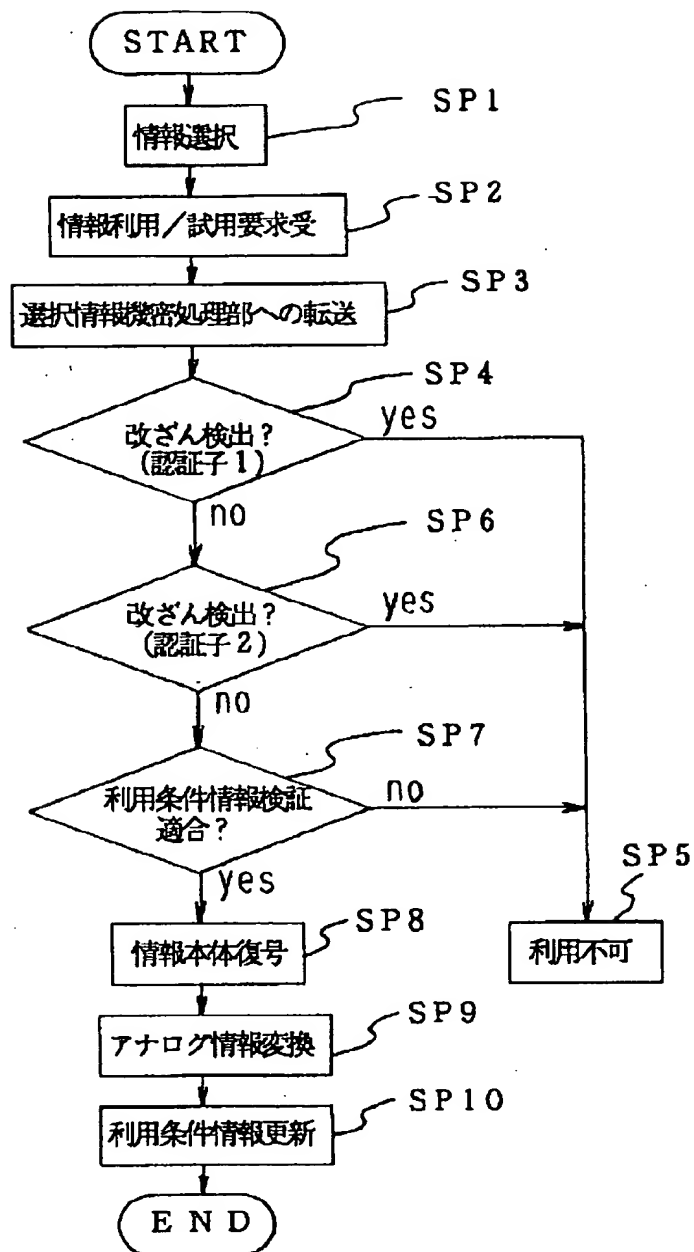 START
SP1
情報選択
SP2
情報利用／試用要求受
SP3
選択情報機密処理部への転送
SP4
改ざん検出?
(認証子1)
yes
no
SP6
改ざん検出?
(認証子2)
yes
no
SP7
利用条件情報検証
適合?
no
yes
SP5
利用不可
SP8
情報本体復号
SP9
アナログ情報変換
SP10
利用条件情報更新
END